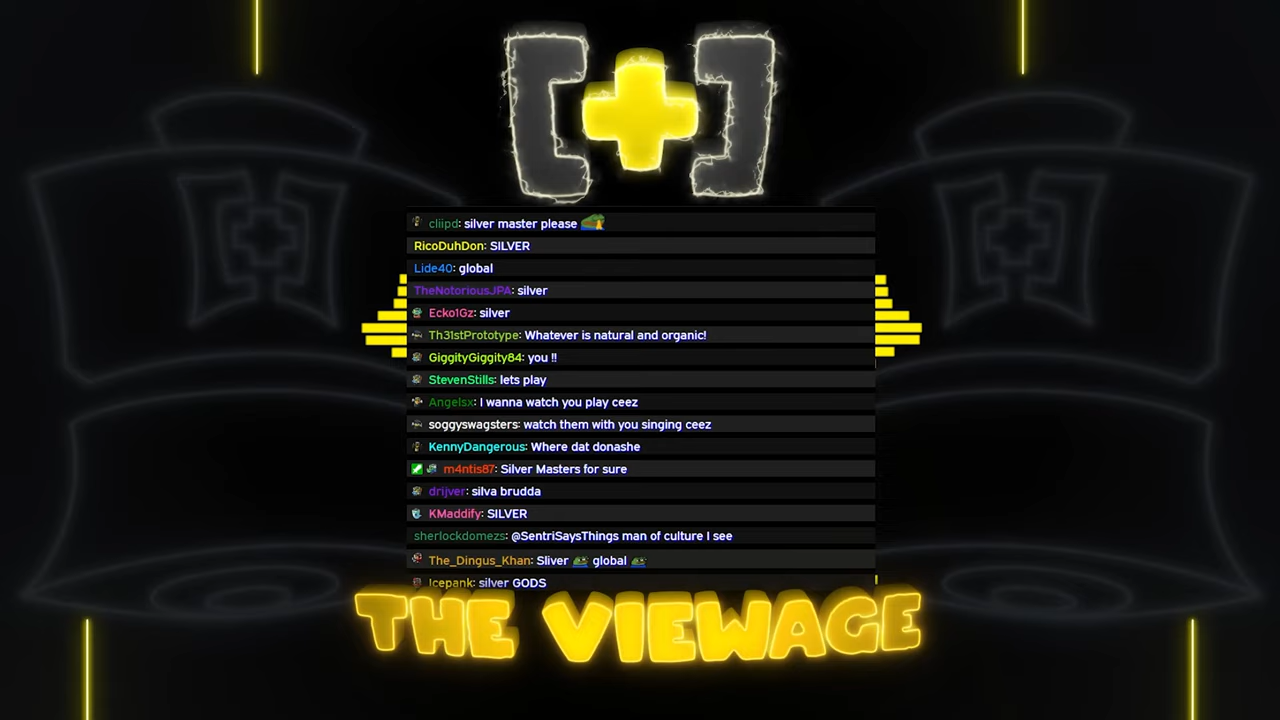 cliipd: silver master please
RicoDuhDon: SILVER
Lide40: global
TheNotoriousJPA: silver
Ecko1Gz: silver
Th31stPrototype: Whatever is natural and organic!
GiggityGiggity84: you !!
StevenStills: lets play
Angelsx: I wanna watch you play ceez
soggyswagsters: watch them with you singing ceez
KennyDangerous: Where dat donashe
m4ntis87: Silver Masters for sure
drijver: silva brudda
KMaddify: SILVER
sherlockdomezs: @SentriSaysThings man of culture I see
The_Dingus_Khan: Sliver global
Icepank: silver GODS
THE VIEWAGE